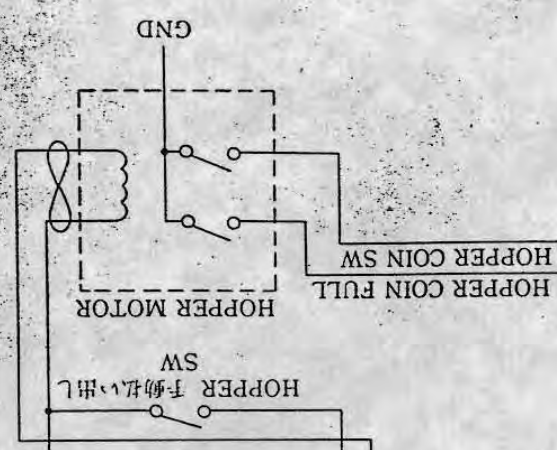 HOPPER 手動払い出し
SW
HOPPER MOTOR
HOPPER COIN FULL
HOPPER COIN SW
GND